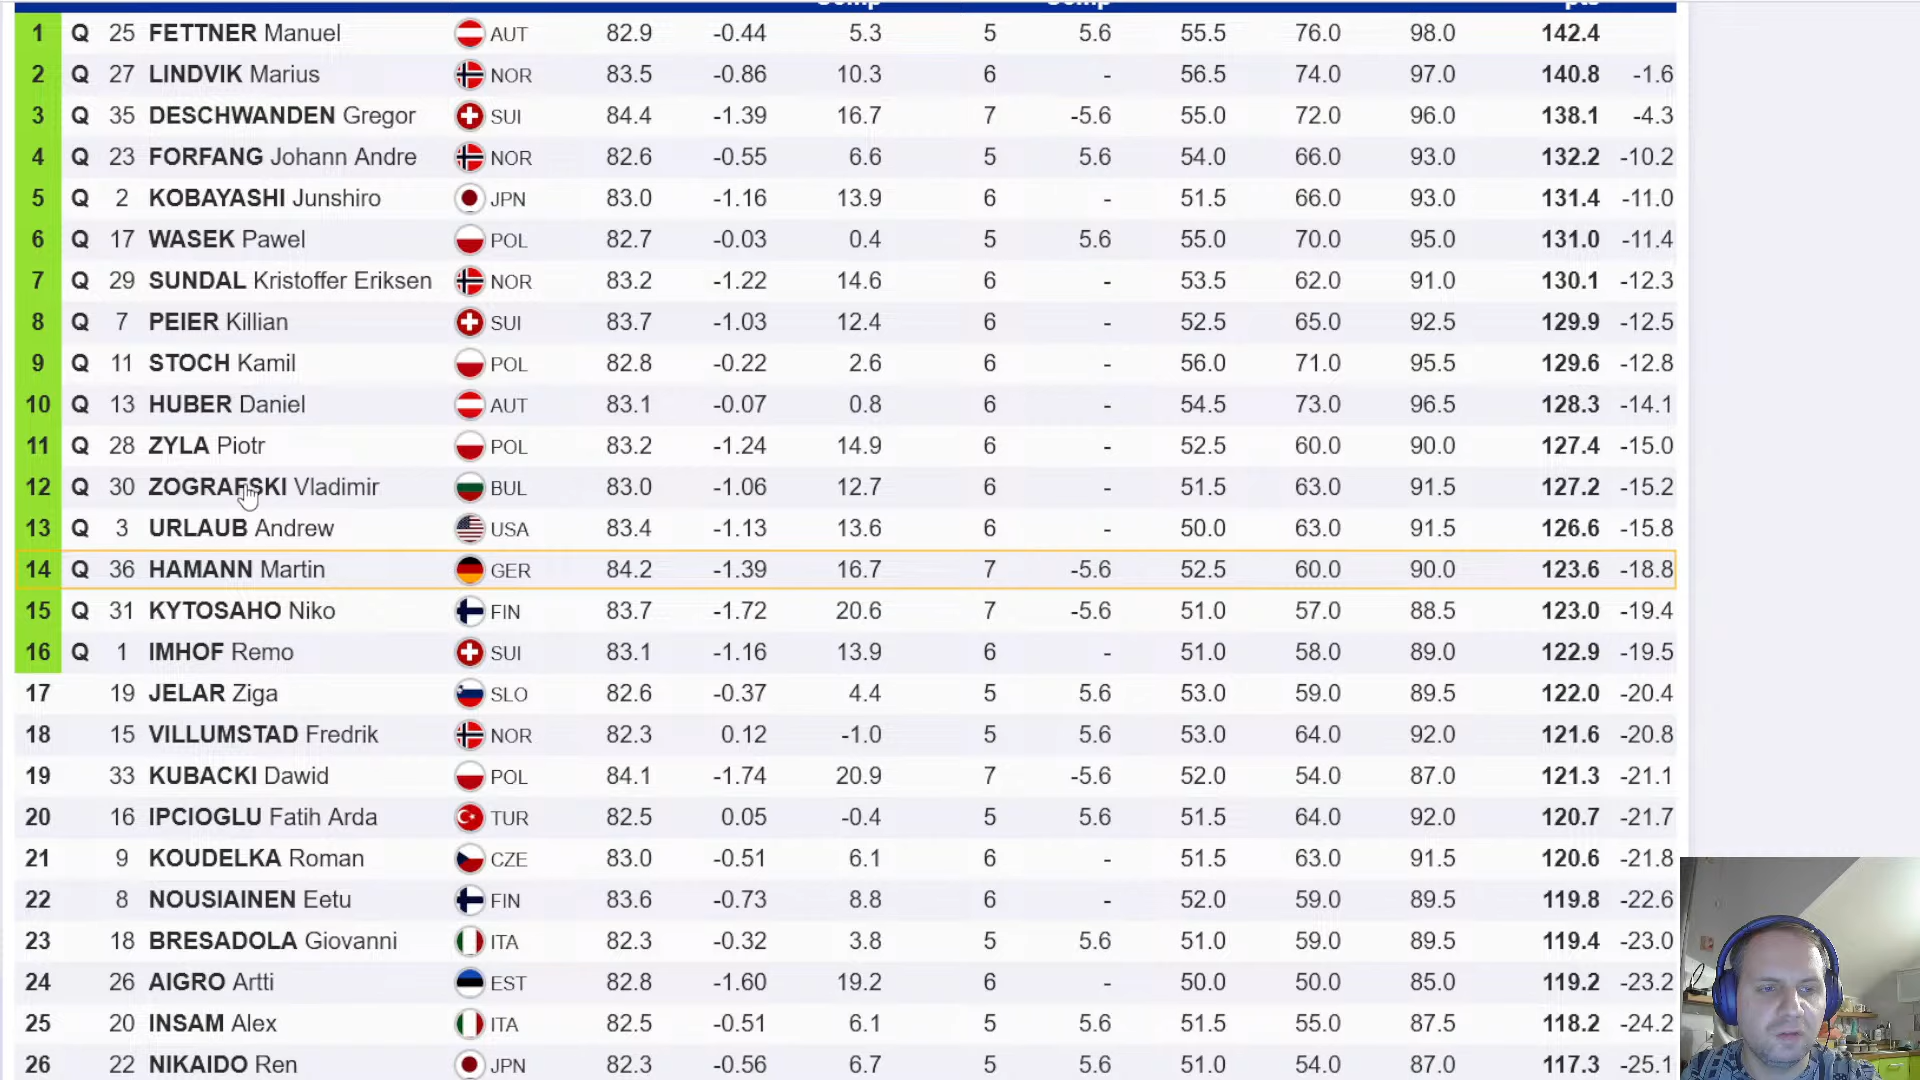 Comp Comp pts
1 Q 25 FETTNER Manuel AUT 82.9 -0.44 5.3 5 5.6 55.5 76.0 98.0 142.4
2 Q 27 LINDVIK Marius NOR 83.5 -0.86 10.3 6 - 56.5 74.0 97.0 140.8 -1.6
3 Q 35 DESCHWANDEN Gregor SUI 84.4 -1.39 16.7 7 -5.6 55.0 72.0 96.0 138.1 -4.3
4 Q 23 FORFANG Johann Andre NOR 82.6 -0.55 6.6 5 5.6 54.0 66.0 93.0 132.2 -10.2
5 Q 2 KOBAYASHI Junshiro JPN 83.0 -1.16 13.9 6 - 51.5 66.0 93.0 131.4 -11.0
6 Q 17 WASEK Pawel POL 82.7 -0.03 0.4 5 5.6 55.0 70.0 95.0 131.0 -11.4
7 Q 29 SUNDAL Kristoffer Eriksen NOR 83.2 -1.22 14.6 6 - 53.5 62.0 91.0 130.1 -12.3
8 Q 7 PEIER Killian SUI 83.7 -1.03 12.4 6 - 52.5 65.0 92.5 129.9 -12.5
9 Q 11 STOCH Kamil POL 82.8 -0.22 2.6 6 - 56.0 71.0 95.5 129.6 -12.8
10 Q 13 HUBER Daniel AUT 83.1 -0.07 0.8 6 - 54.5 73.0 96.5 128.3 -14.1
11 Q 28 ZYLA Piotr POL 83.2 -1.24 14.9 6 - 52.5 60.0 90.0 127.4 -15.0
12 Q 30 ZOGRAFSKI Vladimir BUL 83.0 -1.06 12.7 6 - 51.5 63.0 91.5 127.2 -15.2
13 Q 3 URLAUB Andrew USA 83.4 -1.13 13.6 6 - 50.0 63.0 91.5 126.6 -15.8
14 Q 36 HAMANN Martin GER 84.2 -1.39 16.7 7 -5.6 52.5 60.0 90.0 123.6 -18.8
15 Q 31 KYTOSAHO Niko FIN 83.7 -1.72 20.6 7 -5.6 51.0 57.0 88.5 123.0 -19.4
16 Q 1 IMHOF Remo SUI 83.1 -1.16 13.9 6 - 51.0 58.0 89.0 122.9 -19.5
17 19 JELAR Ziga SLO 82.6 -0.37 4.4 5 5.6 53.0 59.0 89.5 122.0 -20.4
18 15 VILLUMSTAD Fredrik NOR 82.3 0.12 -1.0 5 5.6 53.0 64.0 92.0 121.6 -20.8
19 33 KUBACKI Dawid POL 84.1 -1.74 20.9 7 -5.6 52.0 54.0 87.0 121.3 -21.1
20 16 IPCIOGLU Fatih Arda TUR 82.5 0.05 -0.4 5 5.6 51.5 64.0 92.0 120.7 -21.7
21 9 KOUDELKA Roman CZE 83.0 -0.51 6.1 6 - 51.5 63.0 91.5 120.6 -21.8
22 8 NOUSIAINEN Eetu FIN 83.6 -0.73 8.8 6 - 52.0 59.0 89.5 119.8 -22.6
23 18 BRESADOLA Giovanni ITA 82.3 -0.32 3.8 5 5.6 51.0 59.0 89.5 119.4 -23.0
24 26 AIGRO Artti EST 82.8 -1.60 19.2 6 - 50.0 50.0 85.0 119.2 -23.2
25 20 INSAM Alex ITA 82.5 -0.51 6.1 5 5.6 51.5 55.0 87.5 118.2 -24.2
26 22 NIKAIDO Ren JPN 82.3 -0.56 6.7 5 5.6 51.0 54.0 87.0 117.3 -25.1